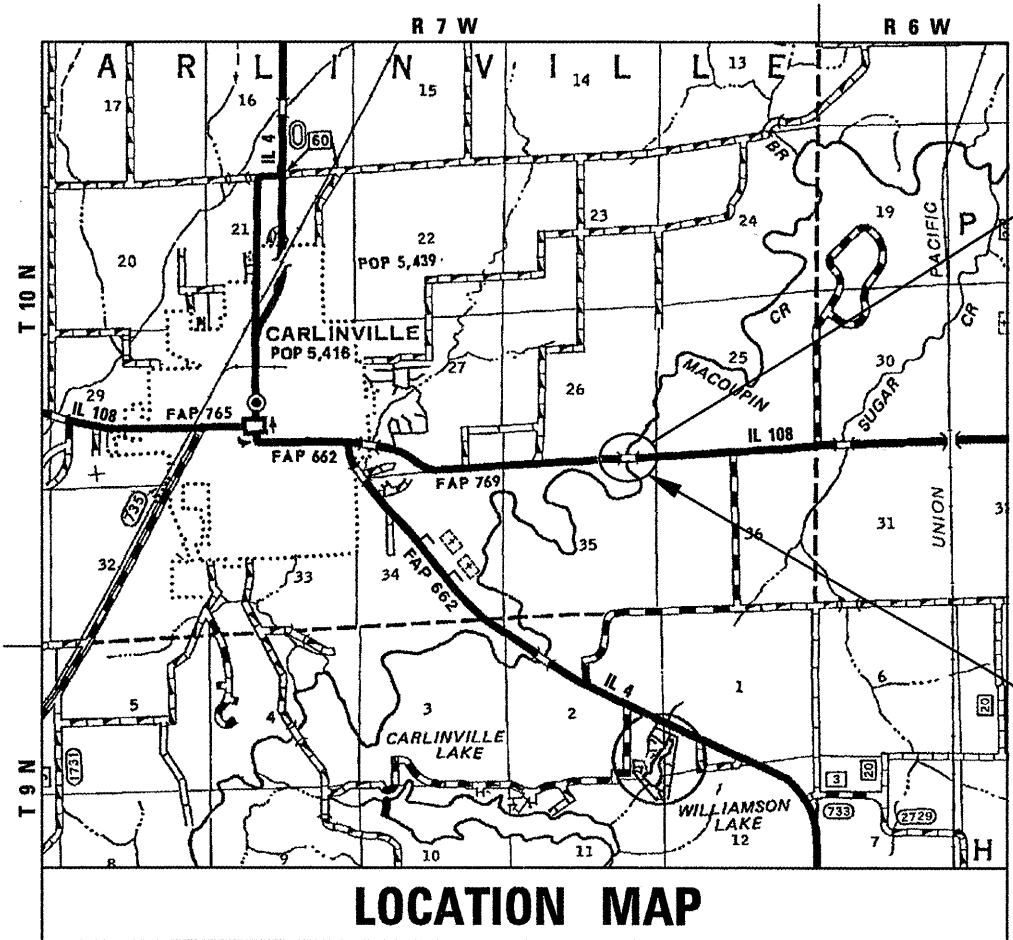 R 7 W
R 6 W
A R L I N V I L L E
17
16
15
14
13
IL 4
60
BR
T 10 N
20
21
22
23
24
19
PACIFIC
P
POP 5,439
CARLINVILLE
POP 5,416
CR
CR
29
27
26
25
30
MACOUPIN
SUGAR
IL 108
FAP 765
FAP 662
IL 108
FAP 769
735
32
33
34
FAP 662
35
36
31
UNION
T 9 N
5
4
3
2
IL 4
1
6
20
CARLINVILLE
LAKE
1731
3
20
WILLIAMSON
LAKE
733
2729
8
9
10
11
12
7
H
LOCATION MAP